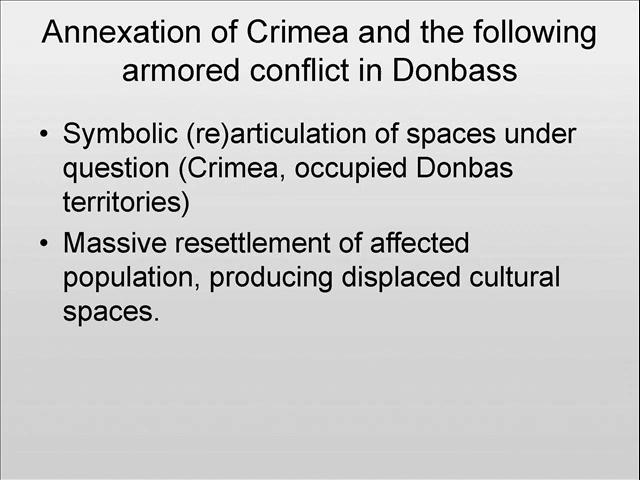 Annexation of Crimea and the following
armored conflict in Donbass
• Symbolic (re)articulation of spaces under
question (Crimea, occupied Donbas
territories)
• Massive resettlement of affected
population, producing displaced cultural
spaces.